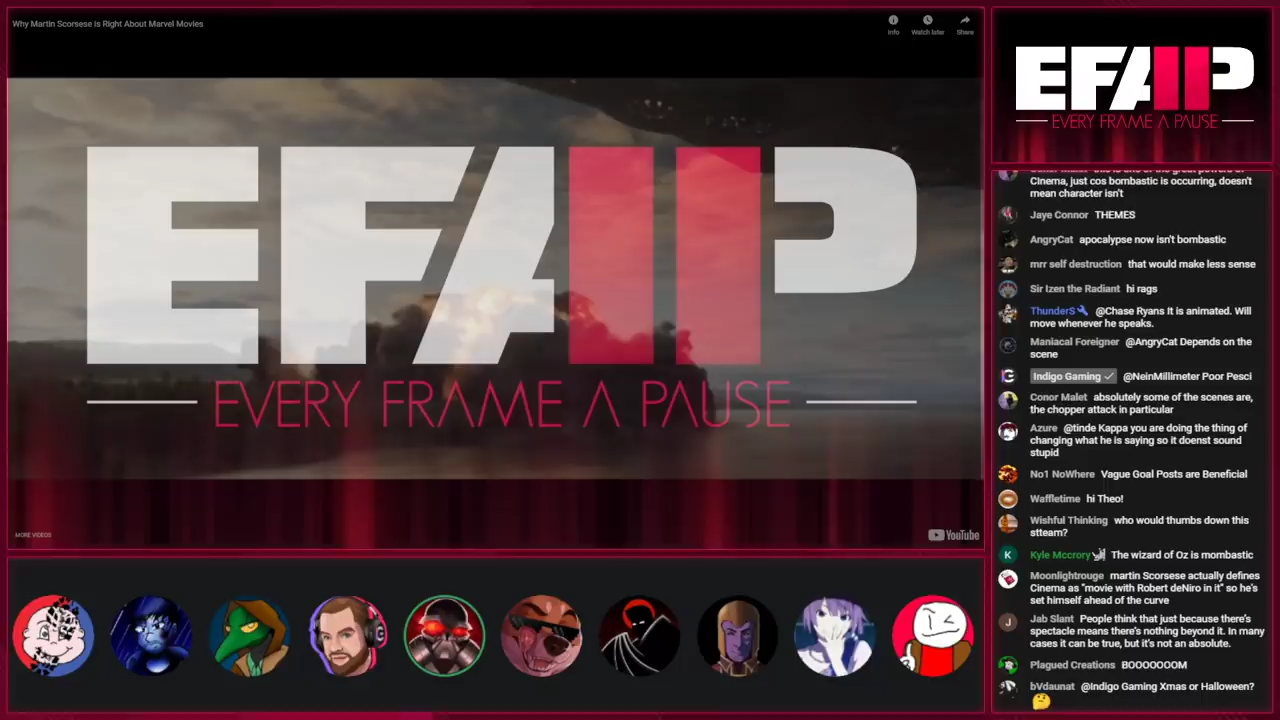 Why Martin Scorsese is Right About Marvel Movies
Info
Watch later
Share
EFAP
EVERY FRAME A PAUSE
MORE VIDEOS
YouTube
EFAP
EVERY FRAME A PAUSE
Cinema, just cos bombastic is occurring, doesn't
mean character isn't
Jaye Connor THEMES
AngryCat apocalypse now isn't bombastic
mrr self destruction that would make less sense
Sir Izen the Radiant hi rags
ThunderS @Chase Ryans It is animated. Will
move whenever he speaks.
Maniacal Foreigner @AngryCat Depends on the
scene
Indigo Gaming @NeinMillimeter Poor Pesci
Conor Malet absolutely some of the scenes are,
the chopper attack in particular
Azure @tinde Kappa you are doing the thing of
changing what he is saying so it doenst sound
stupid
No1 NoWhere Vague Goal Posts are Beneficial
Waffletime hi Theo!
Wishful Thinking who would thumbs down this
stteam?
K
Kyle Mccrory The wizard of Oz is mombastic
Moonlightrouge martin Scorsese actually defines
Cinema as "movie with Robert deNiro in it" so he's
set himself ahead of the curve
J
Jab Slant People think that just because there's
spectacle means there's nothing beyond it. In many
cases it can be true, but it's not an absolute.
Plagued Creations BOOOOOOOM
bVdaunat @Indigo Gaming Xmas or Halloween?
🤔